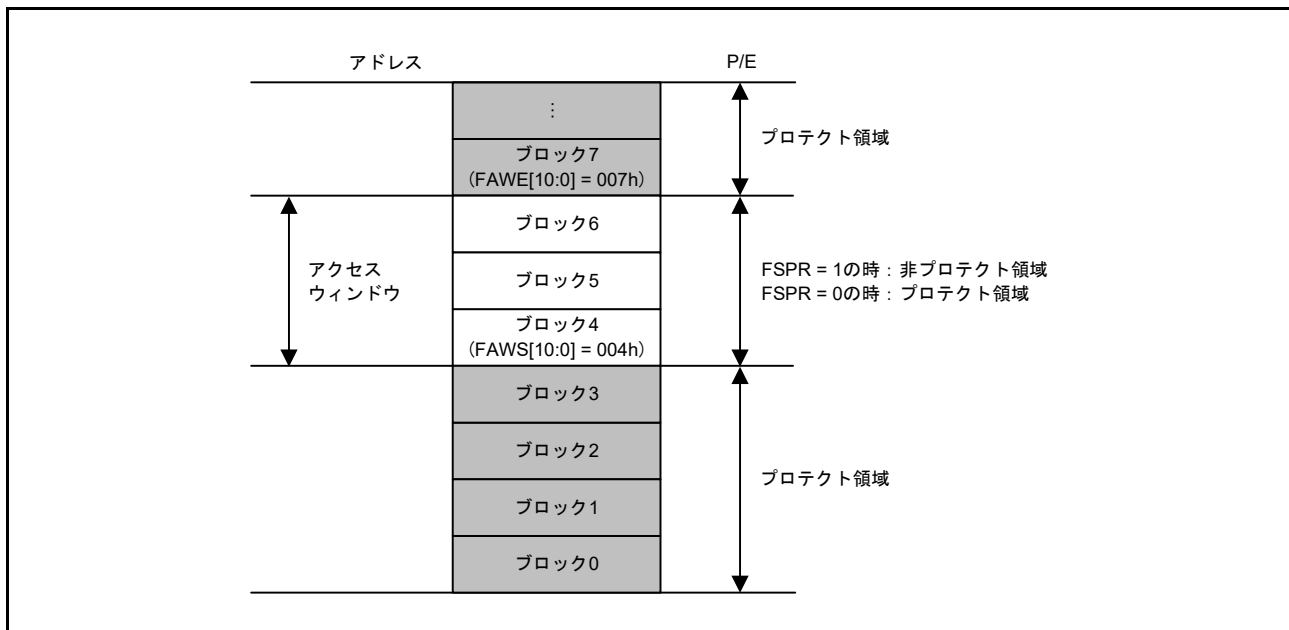 アドレス
P/E
⋮
プロテクト領域
ブロック7
(FAWE[10:0] = 007h)
ブロック6
アクセス
ウィンドウ
ブロック5
FSPR = 1の時：非プロテクト領域
FSPR = 0の時：プロテクト領域
ブロック4
(FAWS[10:0] = 004h)
ブロック3
ブロック2
プロテクト領域
ブロック1
ブロック0